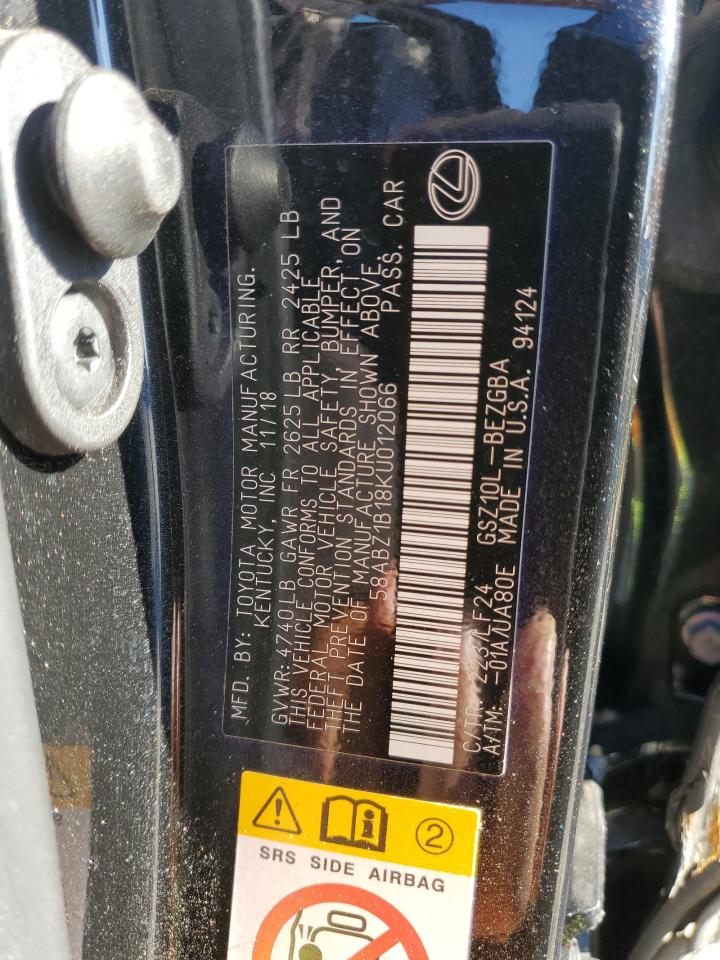 MFD. BY: TOYOTA MOTOR MANUFACTURING.
KENTUCKY, INC 11/18
GVWR: 4740LB GAWR FR 2625 LB RR 2425 LB
THIS VEHICLE CONFORMS TO ALL APPLICABLE
FEDERAL MOTOR VEHICLE SAFETY, BUMPER, AND
THEFT PREVENTION STANDARDS IN EFFECT ON
THE DATE OF MANUFACTURE SHOWN ABOVE
58ABZ1B18KU012066 PASS. CAR
C/TR: 223/LF24 GSZ10L-BEZGBA
A/TM: -01A/UA80E MADE IN U.S.A. 94124
2
SRS SIDE AIRBAG